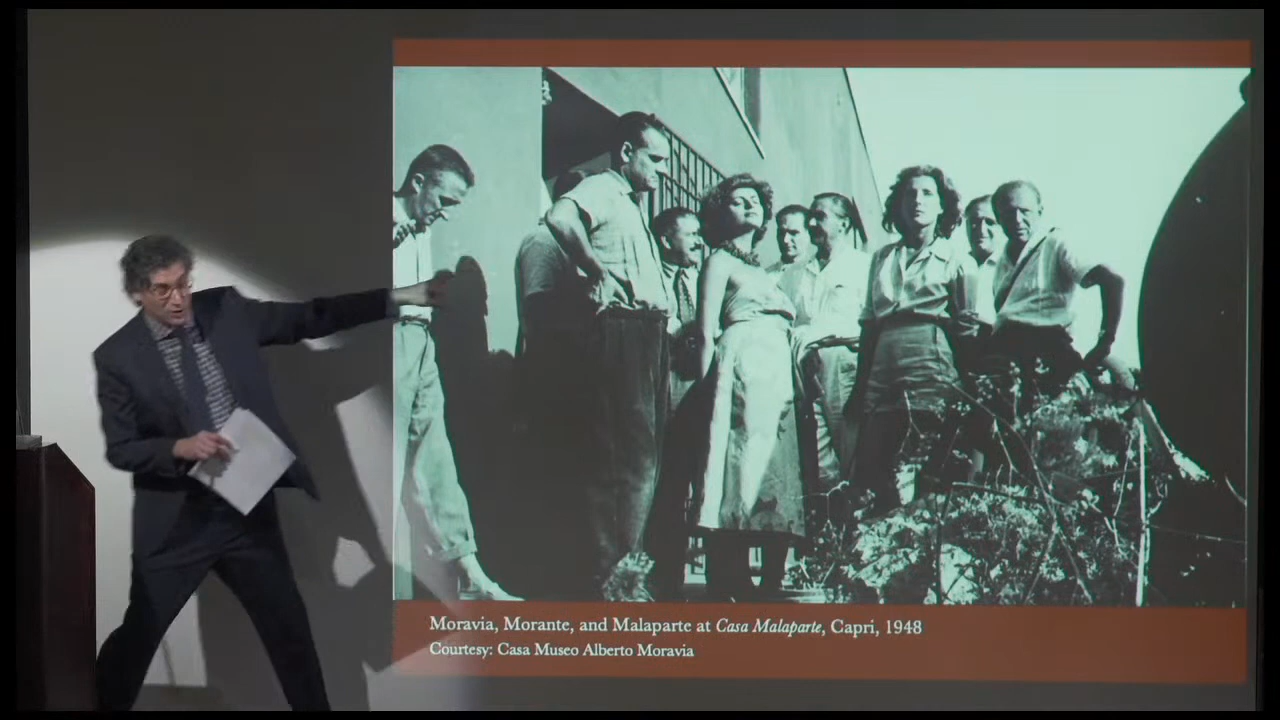 Moravia, Morante, and Malaparte at Casa Malaparte, Capri, 1948
Courtesy: Casa Museo Alberto Moravia